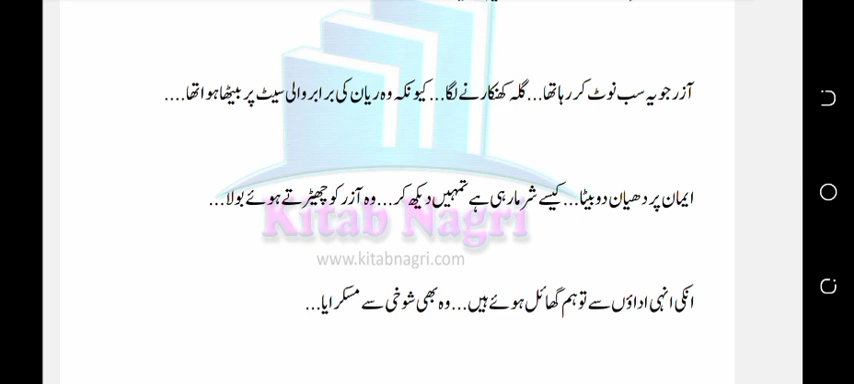 آزر جو یہ سب نوٹ کر رہا تھا... گلہ کھنکارنے لگا... کیونکہ وہ ریان کی برابر والی سیٹ پر بیٹھا ہوا تھا....
ایمان پر دھیان دو بیٹا... کیسے شرما رہی ہے تمہیں دیکھ کر... وہ آزر کو چھیڑتے ہوئے بولا...
Kitab Nagri
www.kitabnagri.com
انکی انہی اداؤں سے تو ہم گھائل ہوئے ہیں... وہ بھی شوخی سے مسکرایا...